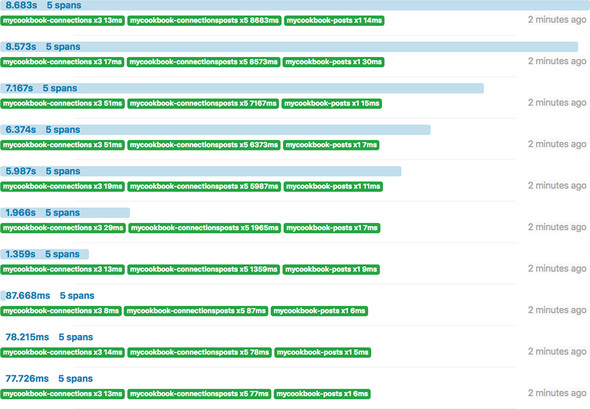 8.683s 5 spans
mycookbook-connections x3 13ms mycookbook-connectionsposts x5 8683ms mycookbook-posts x1 14ms 2 minutes ago
8.573s 5 spans
mycookbook-connections x3 17ms mycookbook-connectionsposts x5 8573ms mycookbook-posts x1 30ms 2 minutes ago
7.167s 5 spans
mycookbook-connections x3 51ms mycookbook-connectionsposts x5 7167ms mycookbook-posts x1 15ms 2 minutes ago
6.374s 5 spans
mycookbook-connections x3 51ms mycookbook-connectionsposts x5 6373ms mycookbook-posts x1 7ms 2 minutes ago
5.987s 5 spans
mycookbook-connections x3 19ms mycookbook-connectionsposts x5 5987ms mycookbook-posts x1 11ms 2 minutes ago
1.966s 5 spans
mycookbook-connections x3 29ms mycookbook-connectionsposts x5 1965ms mycookbook-posts x1 7ms 2 minutes ago
1.359s 5 spans
mycookbook-connections x3 13ms mycookbook-connectionsposts x5 1359ms mycookbook-posts x1 9ms 2 minutes ago
87.668ms 5 spans
mycookbook-connections x3 8ms mycookbook-connectionsposts x5 87ms mycookbook-posts x1 6ms 2 minutes ago
78.215ms 5 spans
mycookbook-connections x3 14ms mycookbook-connectionsposts x5 78ms mycookbook-posts x1 5ms 2 minutes ago
77.726ms 5 spans
mycookbook-connections x3 13ms mycookbook-connectionsposts x5 77ms mycookbook-posts x1 6ms 2 minutes ago